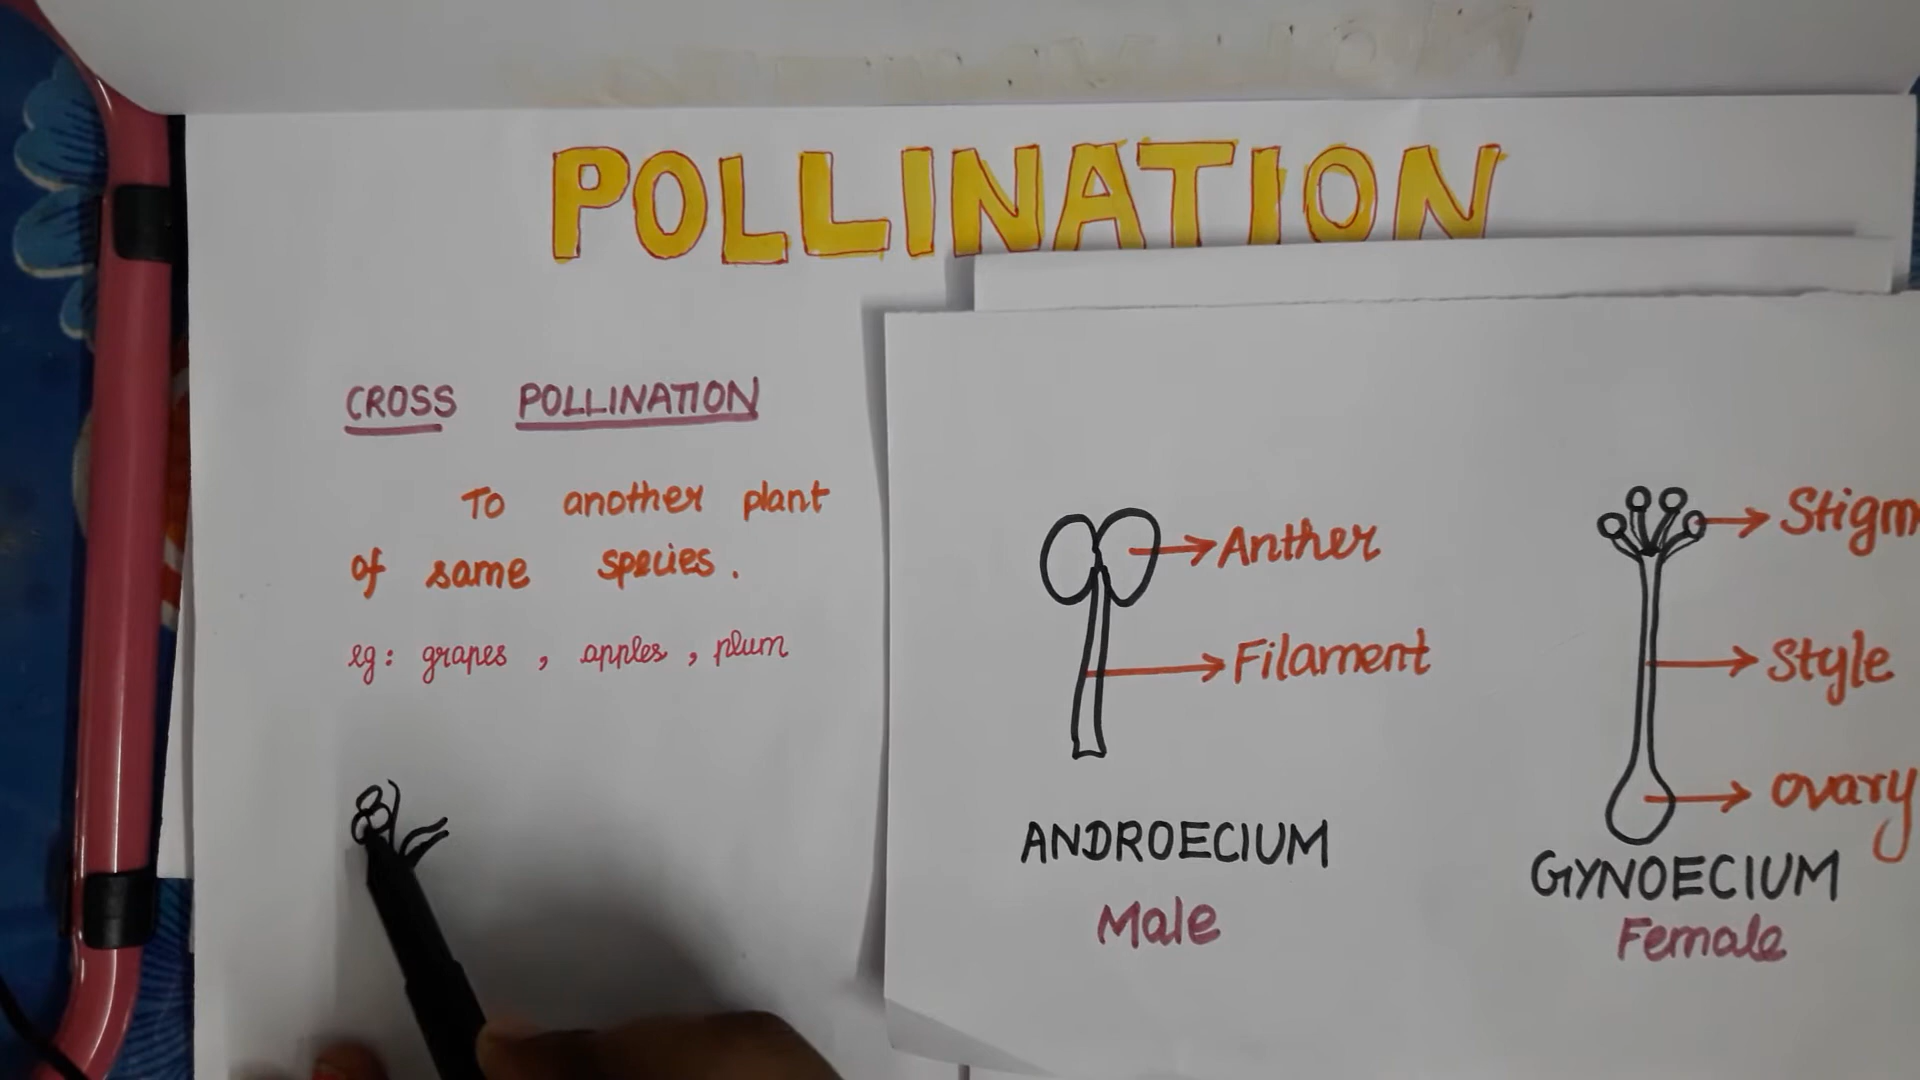 POLLINATION
CROSS POLLINATION
To another plant
of same species.
eg: grapes, apples, plum
Anther
Filament
ANDROECIUM
Male
Stigm
Style
ovary
GYNOECIUM
Female